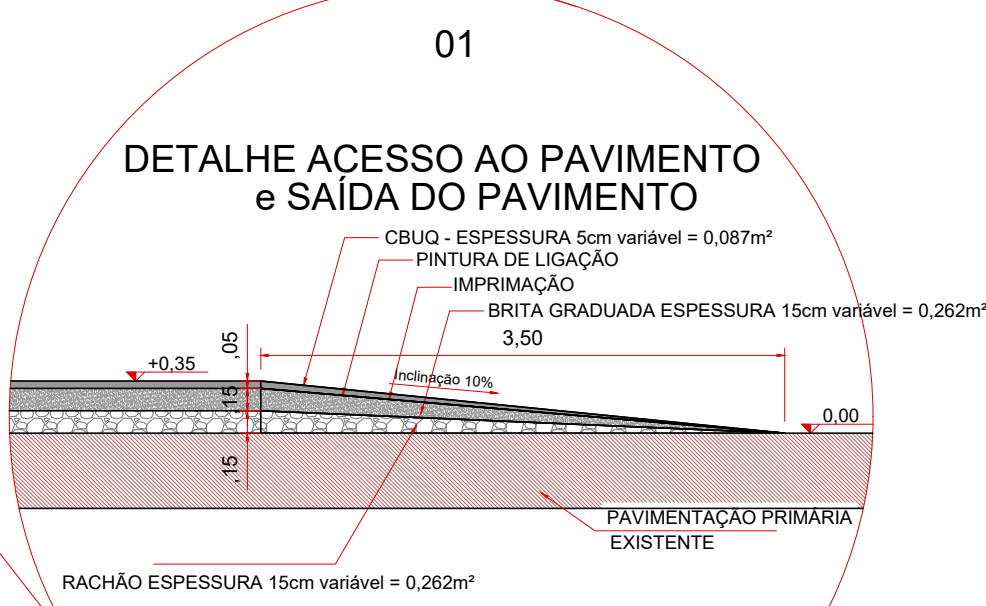 01
DETALHE ACESSO AO PAVIMENTO
e SAÍDA DO PAVIMENTO
CBUQ - ESPESSURA 5cm variável = 0,087m²
PINTURA DE LIGAÇÃO
IMPRIMAÇÃO
BRITA GRADUADA ESPESSURA 15cm variável = 0,262m²
3,50
,05
+0,35
Inclinação 10%
,15
0,00
,15
PAVIMENTAÇÃO PRIMÁRIA
EXISTENTE
RACHÃO ESPESSURA 15cm variável = 0,262m²